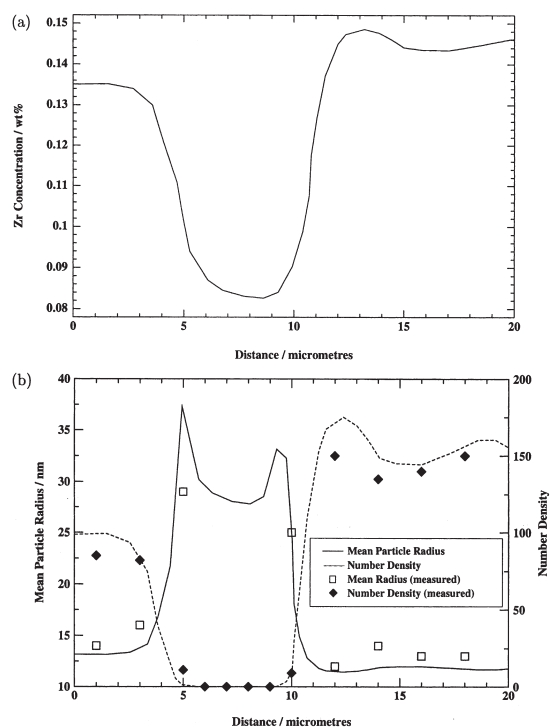 (a)
Zr Concentration / wt%
0.15
0.14
0.13
0.12
0.11
0.1
0.09
0.08
0
5
10
15
20
Distance / micrometres
(b)
Mean Particle Radius / nm
40
35
30
25
20
15
10
200
150
100
50
0
Number Density
Mean Particle Radius
Number Density
Mean Radius (measured)
Number Density (measured)
0
5
10
15
20
Distance / micrometres